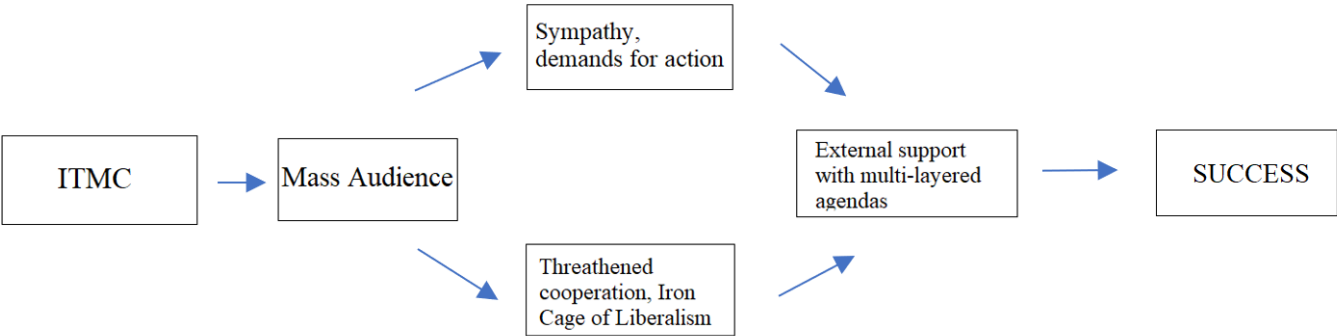 Sympathy,
demands for action
ITMC
Mass Audience
External support
with multi-layered
agendas
SUCCESS
Threathened
cooperation, Iron
Cage of Liberalism